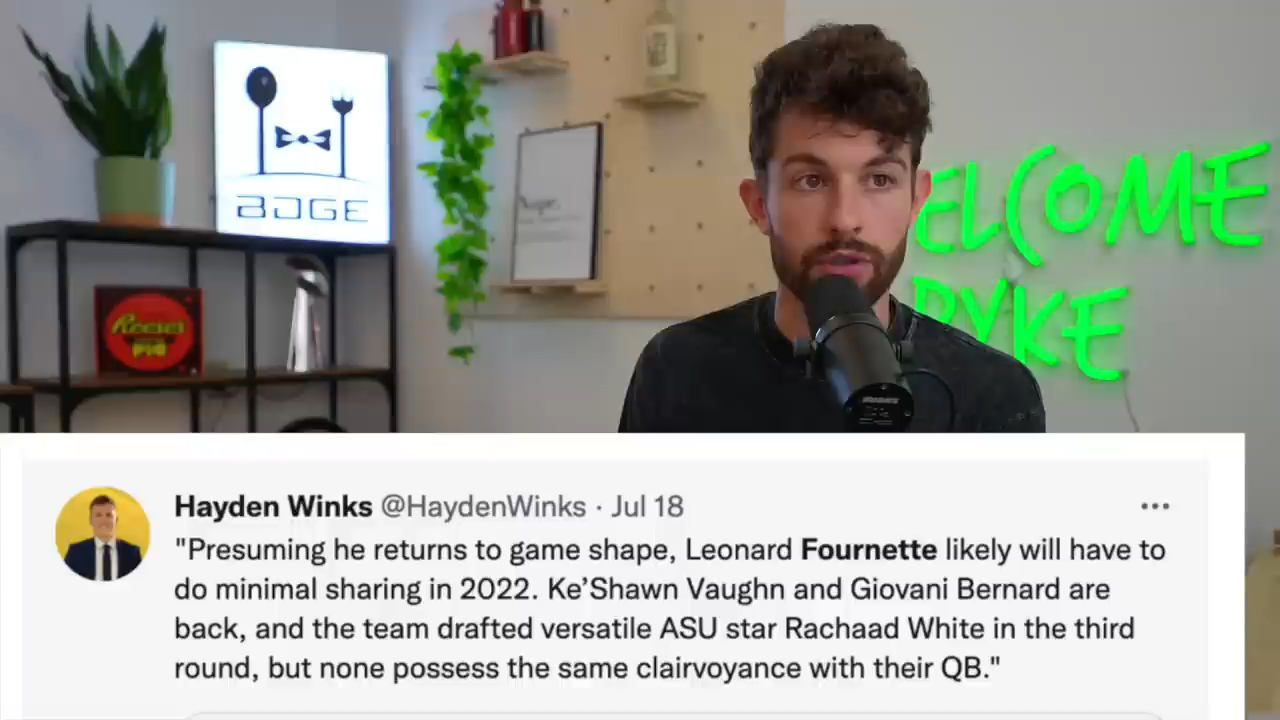 BDGE
Reese's
PIE
ELCOME
RYKE
Hayden Winks @HaydenWinks · Jul 18
"Presuming he returns to game shape, Leonard Fournette likely will have to
do minimal sharing in 2022. Ke’Shawn Vaughn and Giovani Bernard are
back, and the team drafted versatile ASU star Rachaad White in the third
round, but none possess the same clairvoyance with their QB."